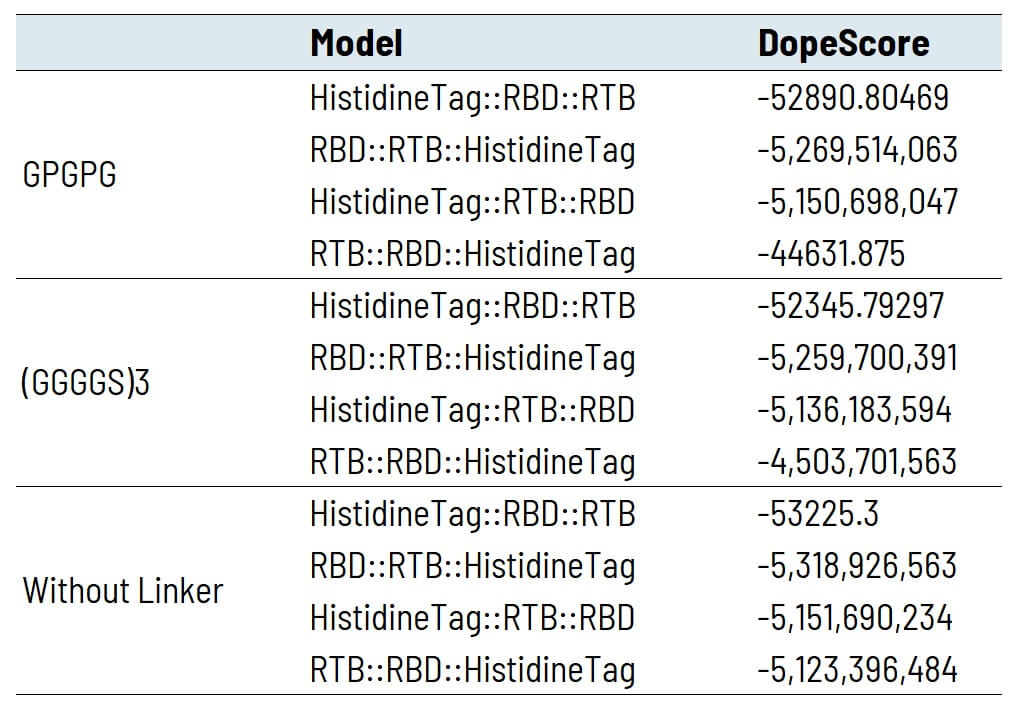 Model DopeScore
GPGPG
HistidineTag::RBD::RTB -52890.80469
RBD::RTB::HistidineTag -5,269,514,063
HistidineTag::RTB::RBD -5,150,698,047
RTB::RBD::HistidineTag -44631.875
(GGGGS)3
HistidineTag::RBD::RTB -52345.79297
RBD::RTB::HistidineTag -5,259,700,391
HistidineTag::RTB::RBD -5,136,183,594
RTB::RBD::HistidineTag -4,503,701,563
Without Linker
HistidineTag::RBD::RTB -53225.3
RBD::RTB::HistidineTag -5,318,926,563
HistidineTag::RTB::RBD -5,151,690,234
RTB::RBD::HistidineTag -5,123,396,484